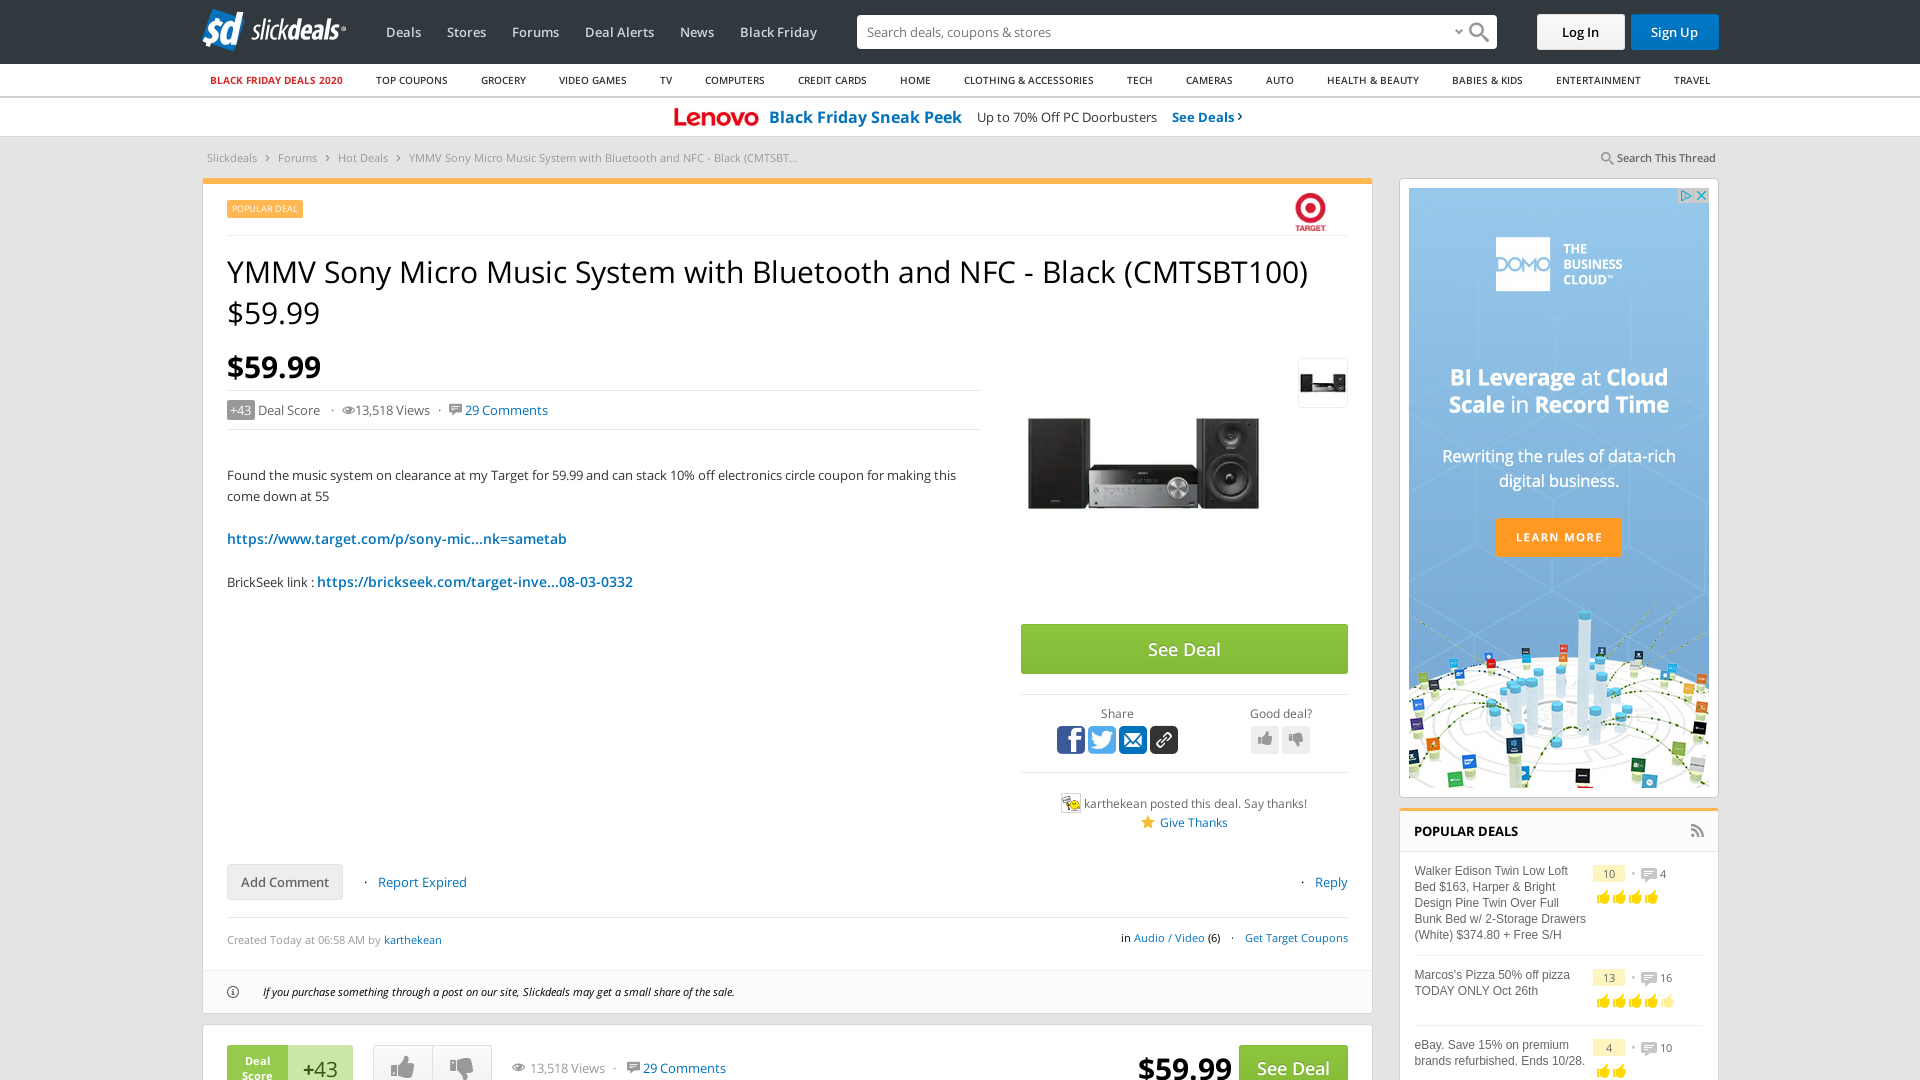 slickdeals
Deals
Stores
Forums
Deal Alerts
News
Black Friday
Search deals, coupons & shopping
Log In
Sign Up
BLACK FRIDAY DEALS 2020
TOP COUPONS
GROCERY
VIDEO GAMES
TV
COMPUTERS
CREDIT CARDS
HOME
CLOTHING & ACCESSORIES
TECH
CAMERAS
AUTO
HEALTH & BEAUTY
BABIES & KIDS
ENTERTAINMENT
TRAVEL
Lenovo Black Friday Sneak Peek Up to 70% Off PC Doorbusters See Deals
Slickdeals > Forums > Hot Deals > YMMV Sony Micro Music System with Bluetooth and NFC - Black (CMTSBT...
Search This Thread
POPULAR DEAL
TARGET
YMMV Sony Micro Music System with Bluetooth and NFC - Black (CMTSBT100)
$59.99
$59.99
+43 Deal Score · 13,518 Views · 29 Comments
Found the music system on clearance at my Target for 59.99 and can stack 10% off electronics circle coupon for making this
come down at 55
https://www.target.com/p/sony-mic...nk=sametab
BrickSeek link : https://brickseek.com/target-inve...08-03-0332
See Deal
Share
Good deal?
karthekean posted this deal. Say thanks!
Give Thanks
Add Comment
· Report Expired
· Reply
Created Today at 06:58 AM by karthekean
in Audio / Video (6) · Get Target Coupons
If you purchase something through a post on our site, Slickdeals may get a small share of the sale.
Deal
Score
+43
13,518 Views · 29 Comments
$59.99
See Deal
DOMO
THE
BUSINESS
CLOUD™
BI Leverage at Cloud
Scale in Record Time
Rewriting the rules of data-rich
digital business.
LEARN MORE
POPULAR DEALS
Walker Edison Twin Low Loft
Bed $163, Harper & Bright
Design Pine Twin Over Full
Bunk Bed w/ 2-Storage Drawers
(White) $374.80 + Free S/H
10 • 4
Marcos's Pizza 50% off pizza
TODAY ONLY Oct 26th
13 • 16
eBay. Save 15% on premium
brands refurbished. Ends 10/28.
4 • 10